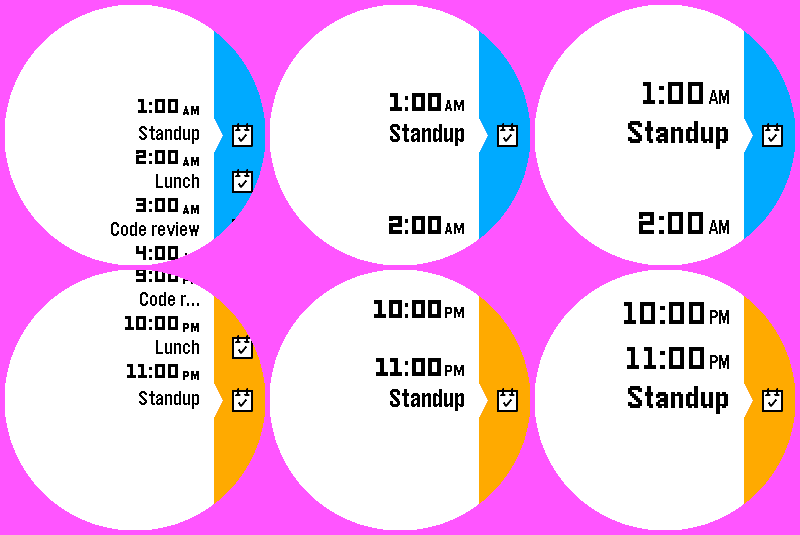 1:00 AM
Standup
2:00 AM
Lunch
3:00 AM
Code review
4:00
1:00 AM
Standup
2:00 AM
1:00 AM
Standup
2:00 AM
9:00
Code r...
10:00 PM
Lunch
11:00 PM
Standup
10:00 PM
11:00 PM
Standup
10:00 PM
11:00 PM
Standup